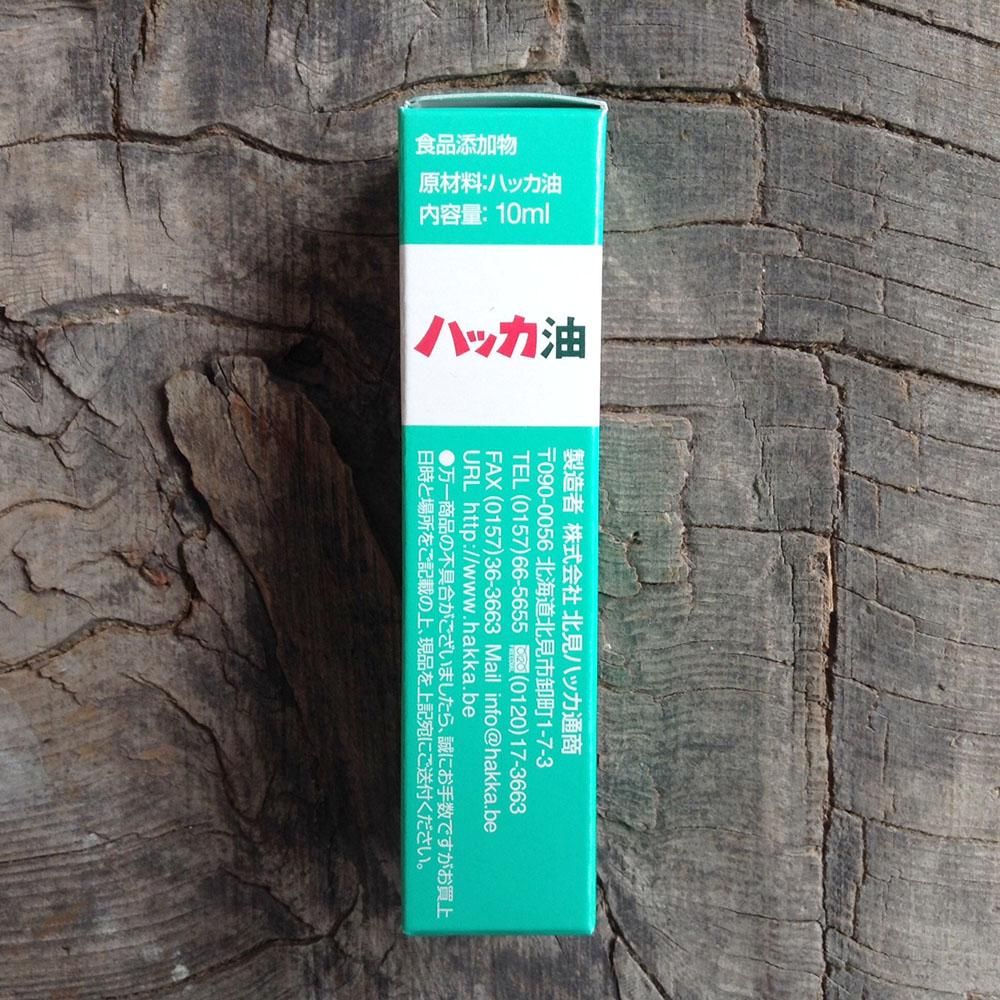 食品添加物
原材料:ハッカ油
内容量: 10ml
ハッカ油
製造者 株式会社 北見ハッカ通商
〒090-0056 北海道北見市卸町1-7-3
TEL (0157)66-5655 FREEDIAL (0120)17-3663
FAX (0157)36-3663 Mail info@hakka.be
URL http://www.hakka.be
●万一商品の不具合がございましたら、誠にお手数ですがお買上
日時と場所をご記載の上、現品を上記宛にご送付ください。